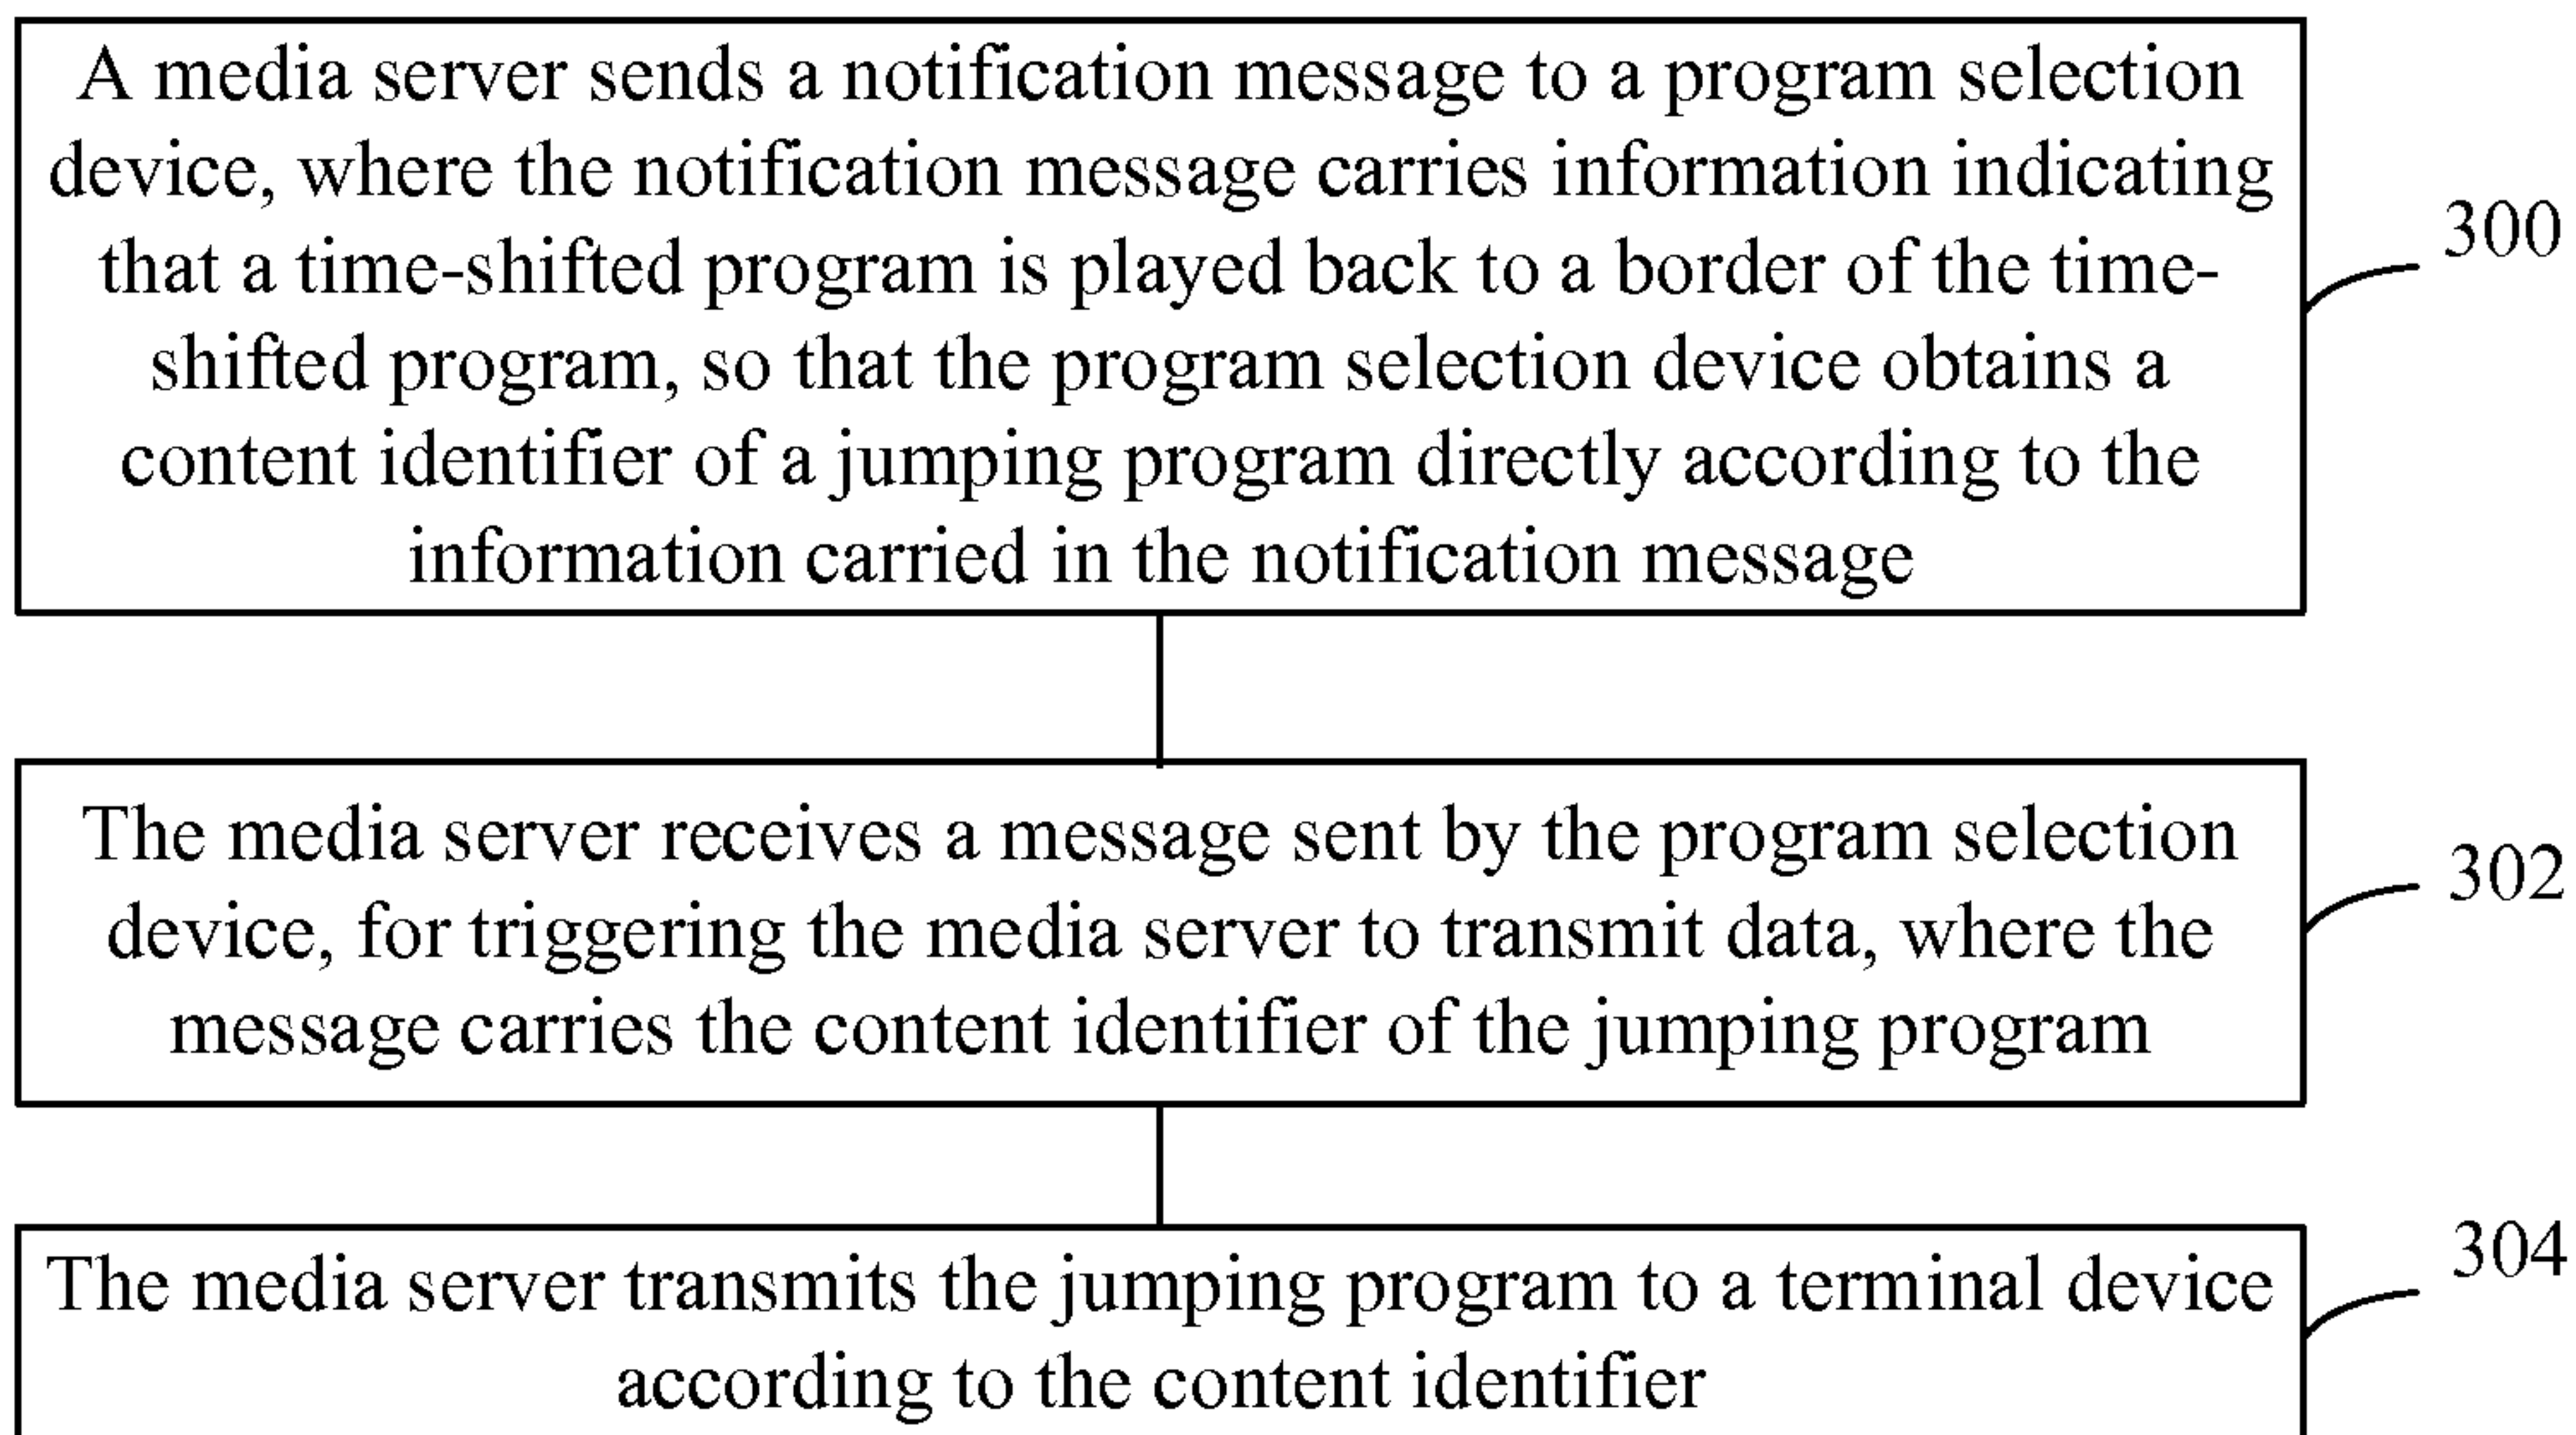 A media server sends a notification message to a program selection
device, where the notification message carries information indicating
that a time-shifted program is played back to a border of the time-
shifted program, so that the program selection device obtains a
content identifier of a jumping program directly according to the
information carried in the notification message
300
The media server receives a message sent by the program selection
device, for triggering the media server to transmit data, where the
message carries the content identifier of the jumping program
302
The media server transmits the jumping program to a terminal device
according to the content identifier
304